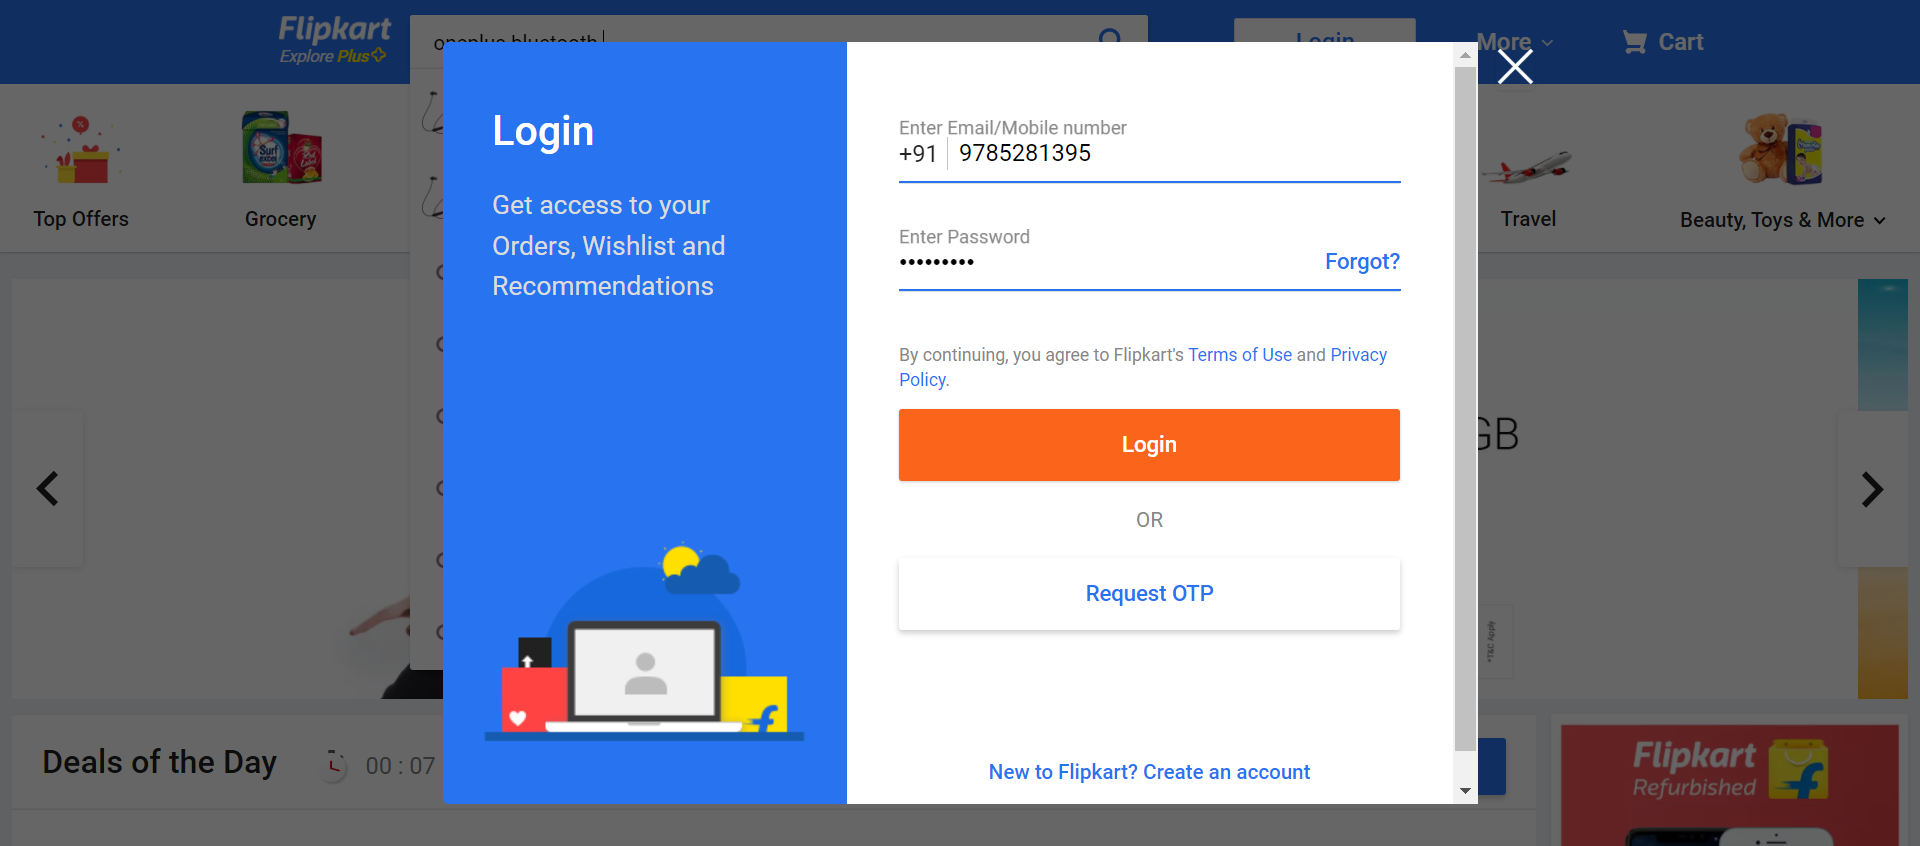 Flipkart
Explore Plus
oneplus bluetooth
Login
More
Cart
Top Offers
Grocery
Travel
Beauty, Toys & More
Login
Get access to your
Orders, Wishlist and
Recommendations
Enter Email/Mobile number
+91 9785281395
Enter Password
Forgot?
By continuing, you agree to Flipkart's Terms of Use and Privacy
Policy.
Login
OR
Request OTP
New to Flipkart? Create an account
GB
*T&C Apply
Deals of the Day
00 : 07
Flipkart
Refurbished